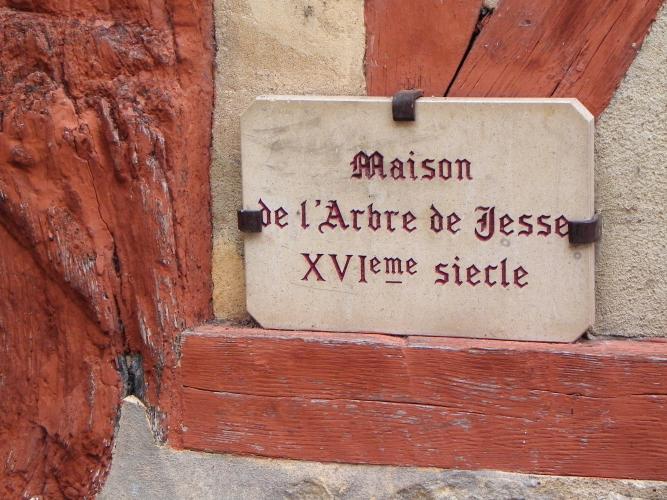 Maison
de l'Arbre de Jesse
XVIeme siecle